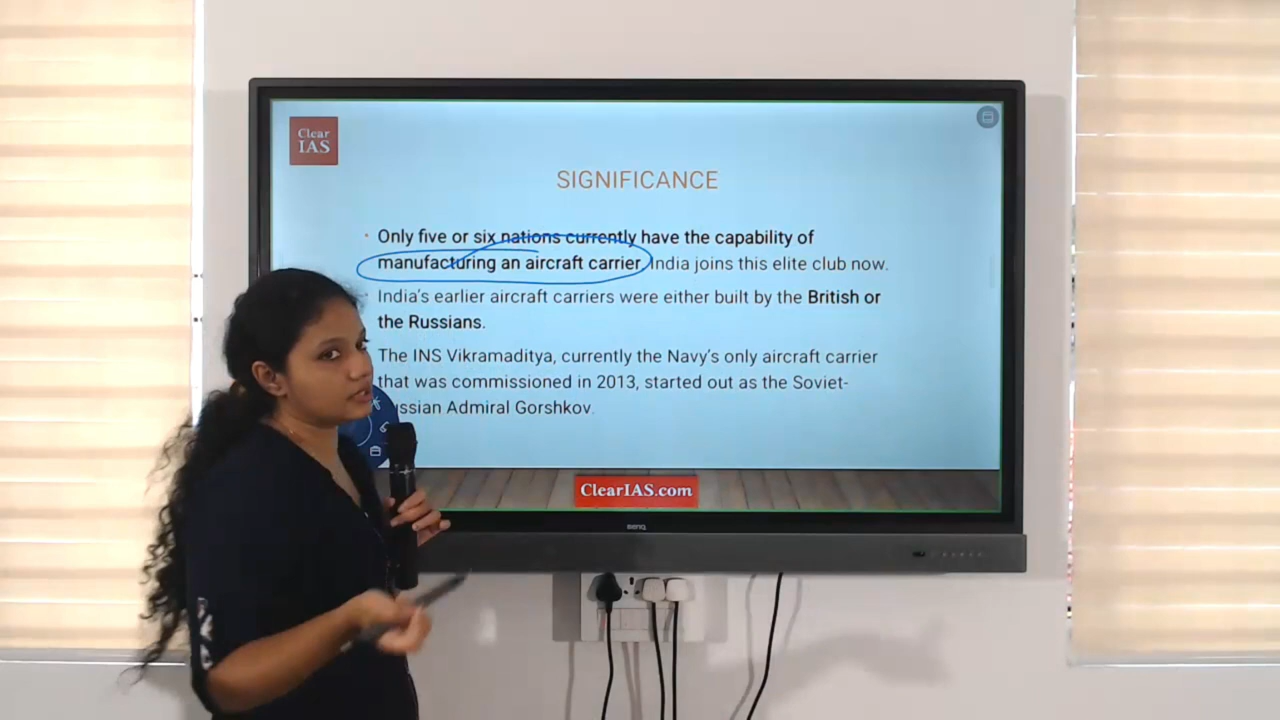 Clear
IAS
SIGNIFICANCE
Only five or six nations currently have the capability of
manufacturing an aircraft carrier. India joins this elite club now.
India's earlier aircraft carriers were either built by the British or
the Russians.
The INS Vikramaditya, currently the Navy's only aircraft carrier
that was commissioned in 2013, started out as the Soviet-
ussian Admiral Gorshkov.
ClearIAS.com
BenQ